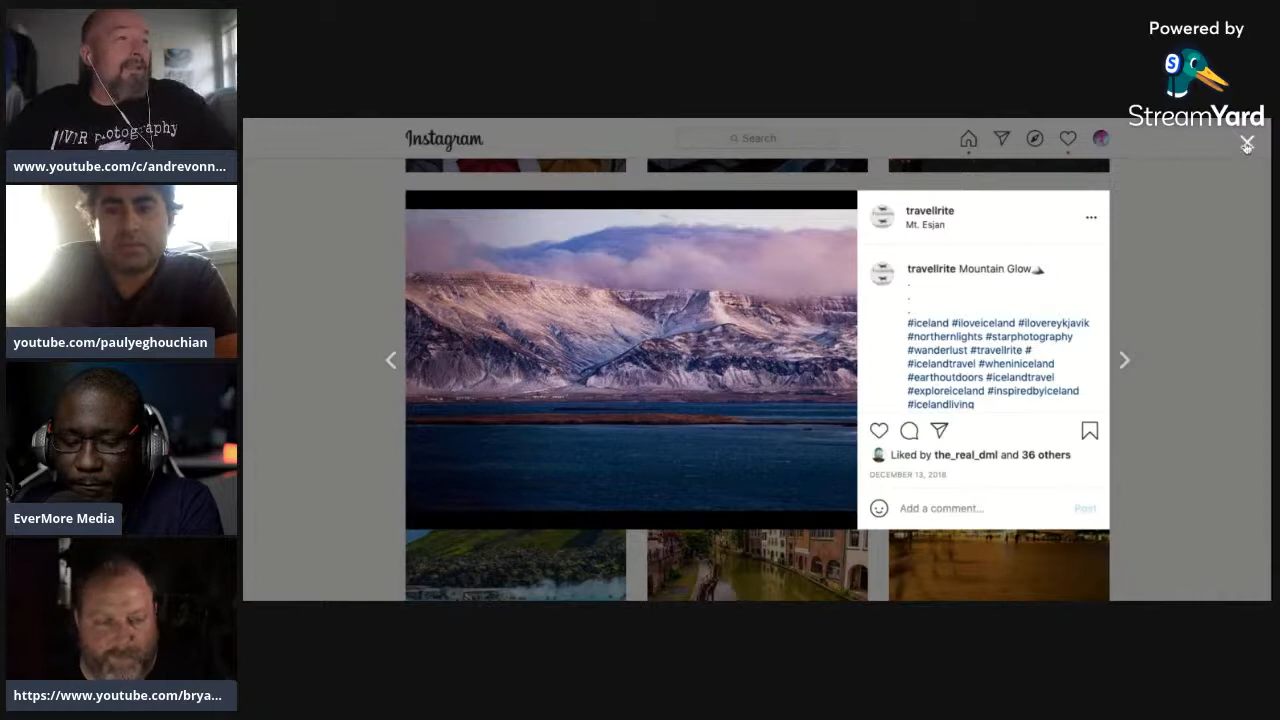 Powered by
StreamYard
NVIR Photography
www.youtube.com/c/andrevonn...
youtube.com/paulyeghouchian
EverMore Media
https://www.youtube.com/brya...
Instagram
Search
travellrite
Mt. Esjan
travellrite Mountain Glow
.
.
.
#iceland #iloveiceland #ilovereykjavik
#northernlights #starphotography
#wanderlust #travellrite #
#icelandtravel #wheniniceland
#earthoutdoors #icelandtravel
#exploreiceland #inspiredbyiceland
#icelandliving
Liked by the_real_dml and 36 others
DECEMBER 13, 2018
Add a comment...
Post